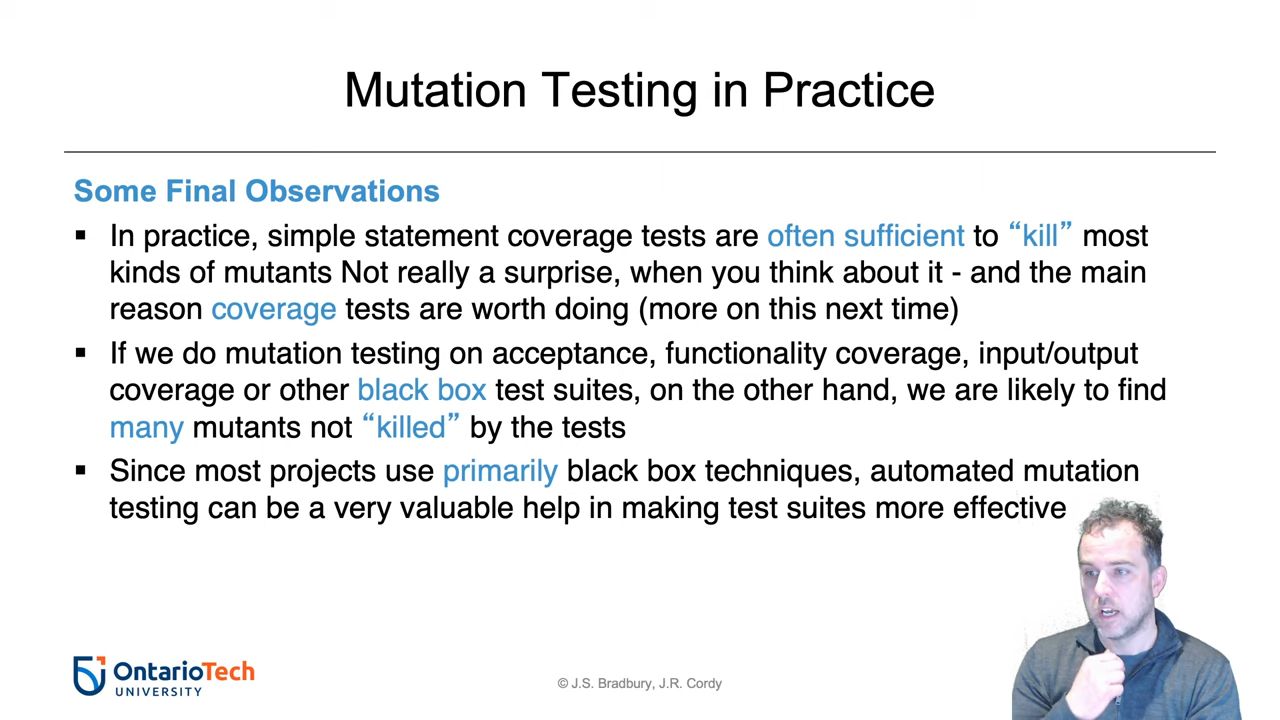 Mutation Testing in Practice
Some Final Observations
▪ In practice, simple statement coverage tests are often sufficient to “kill” most
kinds of mutants Not really a surprise, when you think about it - and the main
reason coverage tests are worth doing (more on this next time)
▪ If we do mutation testing on acceptance, functionality coverage, input/output
coverage or other black box test suites, on the other hand, we are likely to find
many mutants not “killed” by the tests
▪ Since most projects use primarily black box techniques, automated mutation
testing can be a very valuable help in making test suites more effective
OntarioTech
UNIVERSITY
© J.S. Bradbury, J.R. Cordy